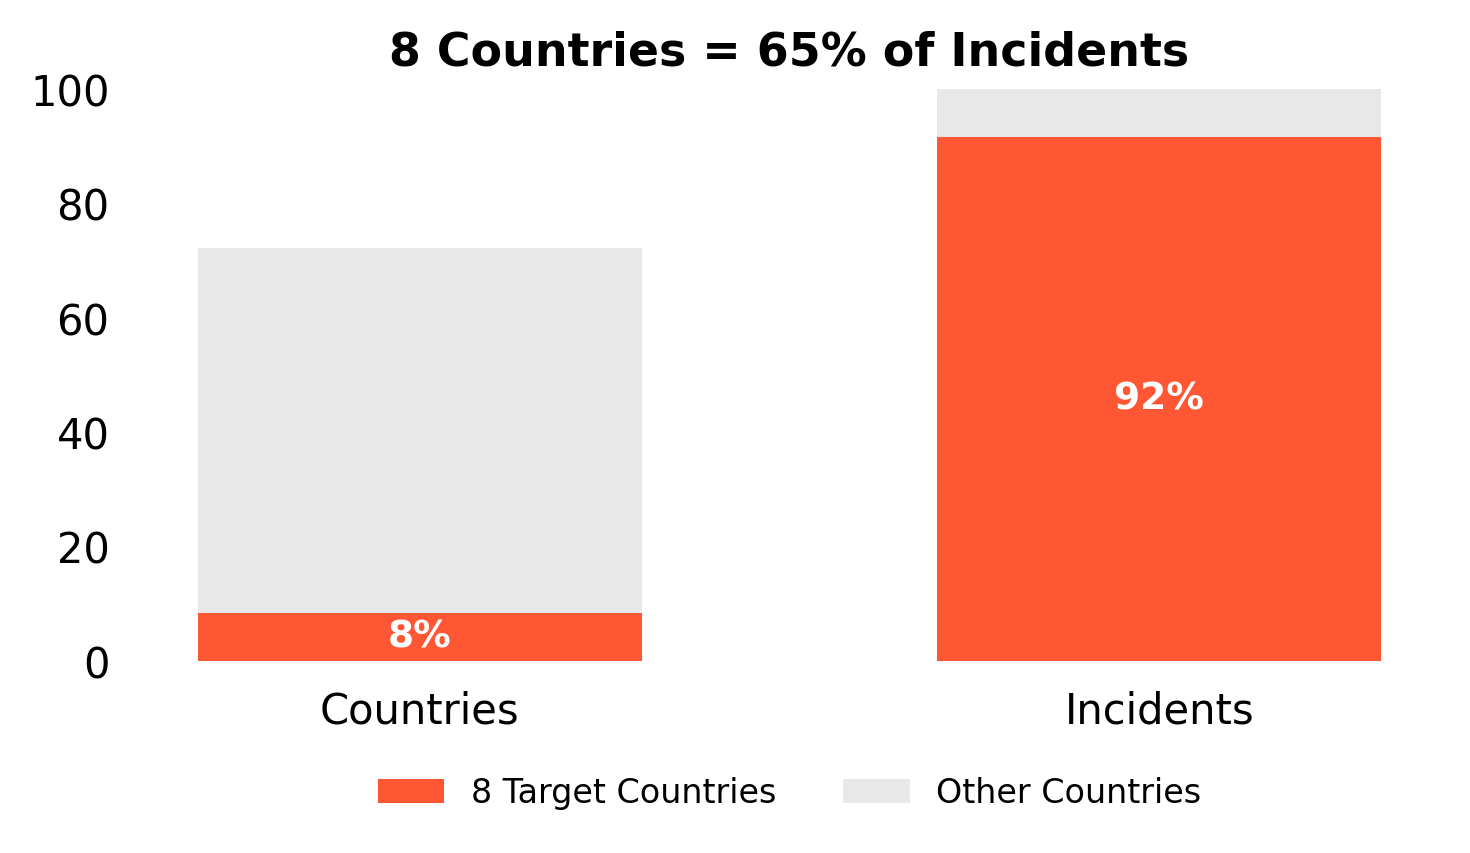 8 Countries = 65% of Incidents
100
80
60
40
20
0
92%
8%
Countries
Incidents
8 Target Countries
Other Countries